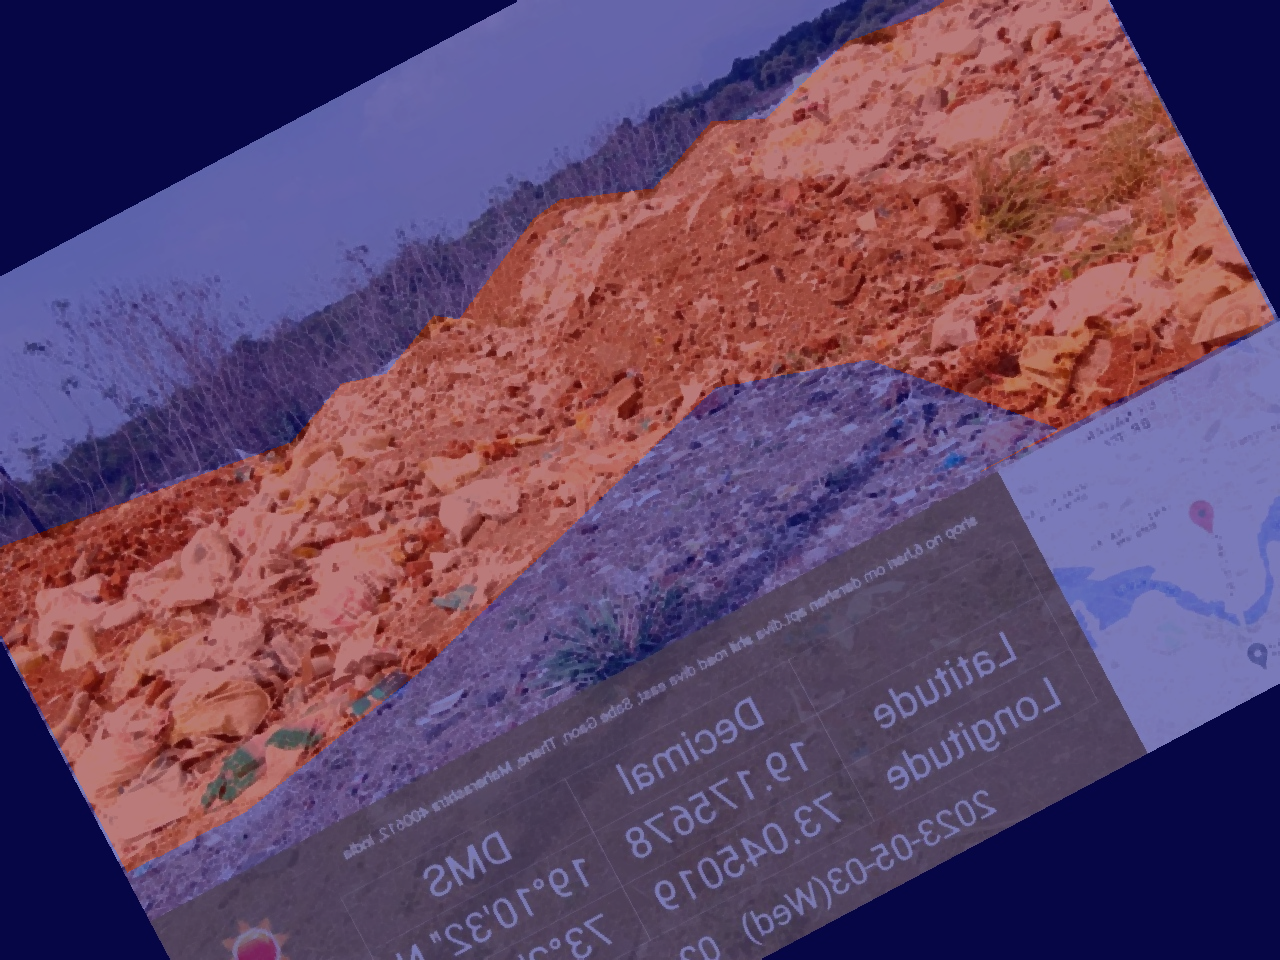 shop no 6,hari om darshan apt,diva shil road diva east, Sabe Gaon, Thane, Maharashtra 400612, India
Latitude
Longitude
Decimal
19.175678
73.045019
DMS
19°10'32" N
2023-05-03(Wed)